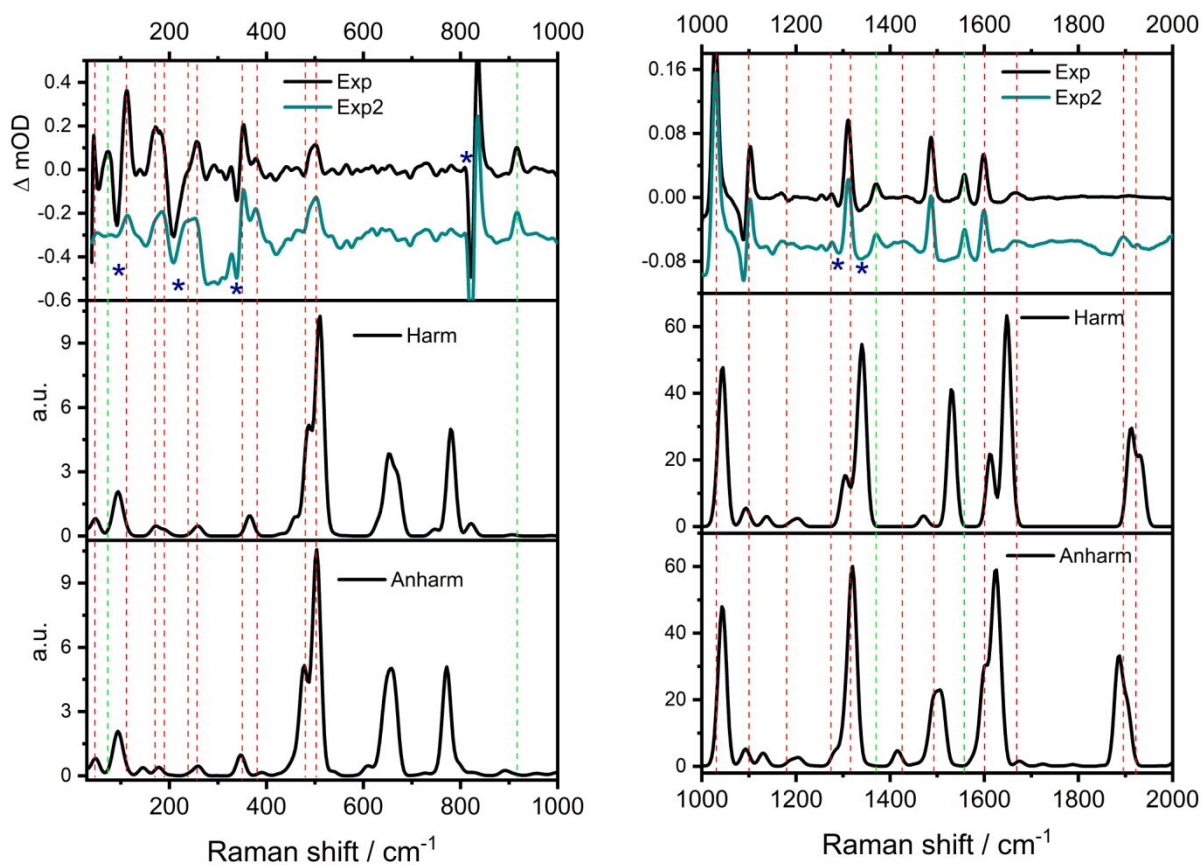 200 400 600 800 1000
1000 1200 1400 1600 1800 2000
0.4
0.2
0.0
-0.2
-0.4
-0.6
Δ mOD
Exp
Exp2
*
*
*
*
0.16
0.08
0.00
-0.08
Exp
Exp2
*
*
9
6
3
0
a.u.
Harm
60
40
20
0
Harm
9
6
3
0
a.u.
Anharm
60
40
20
0
Anharm
200 400 600 800 1000
1000 1200 1400 1600 1800 2000
Raman shift / cm⁻¹
Raman shift / cm⁻¹